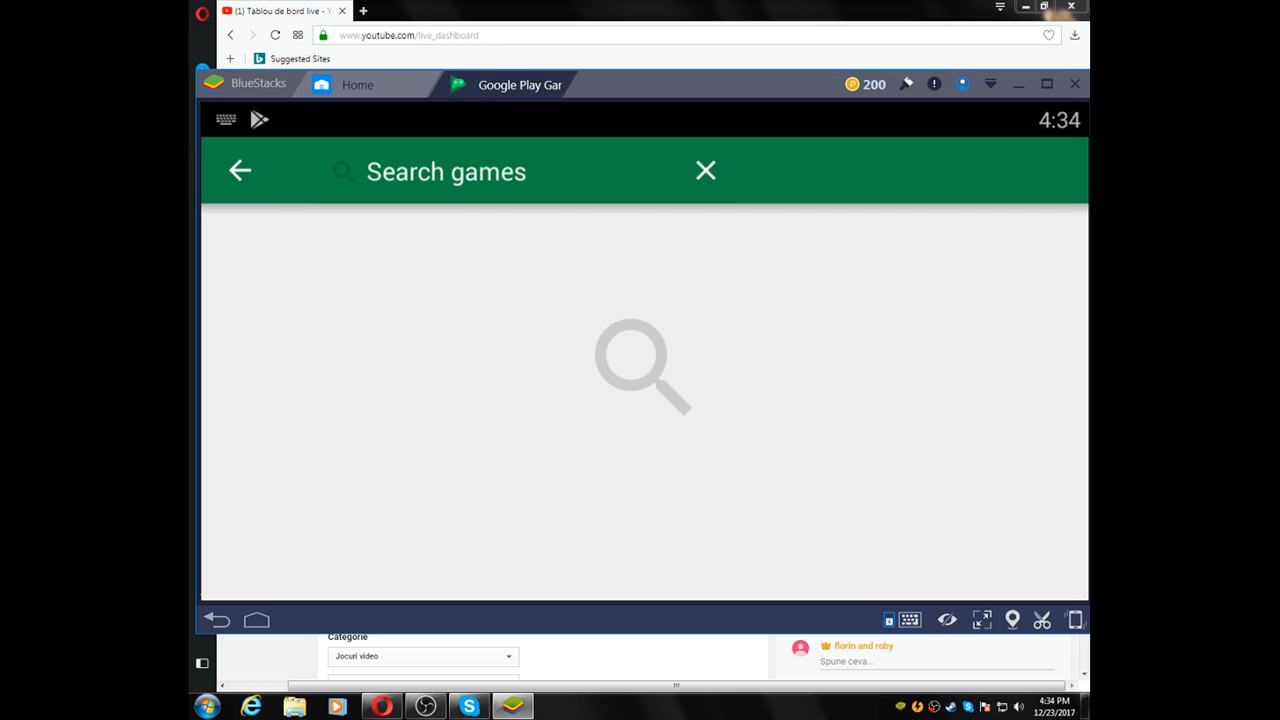 (1) Tablou de bord live - Y
www.youtube.com/live_dashboard
Suggested Sites
BlueStacks
Home
Google Play Gar
200
4:34
Search games
Categorie
Jocuri video
florin and roby
Spune ceva...
4:34 PM
12/23/2017